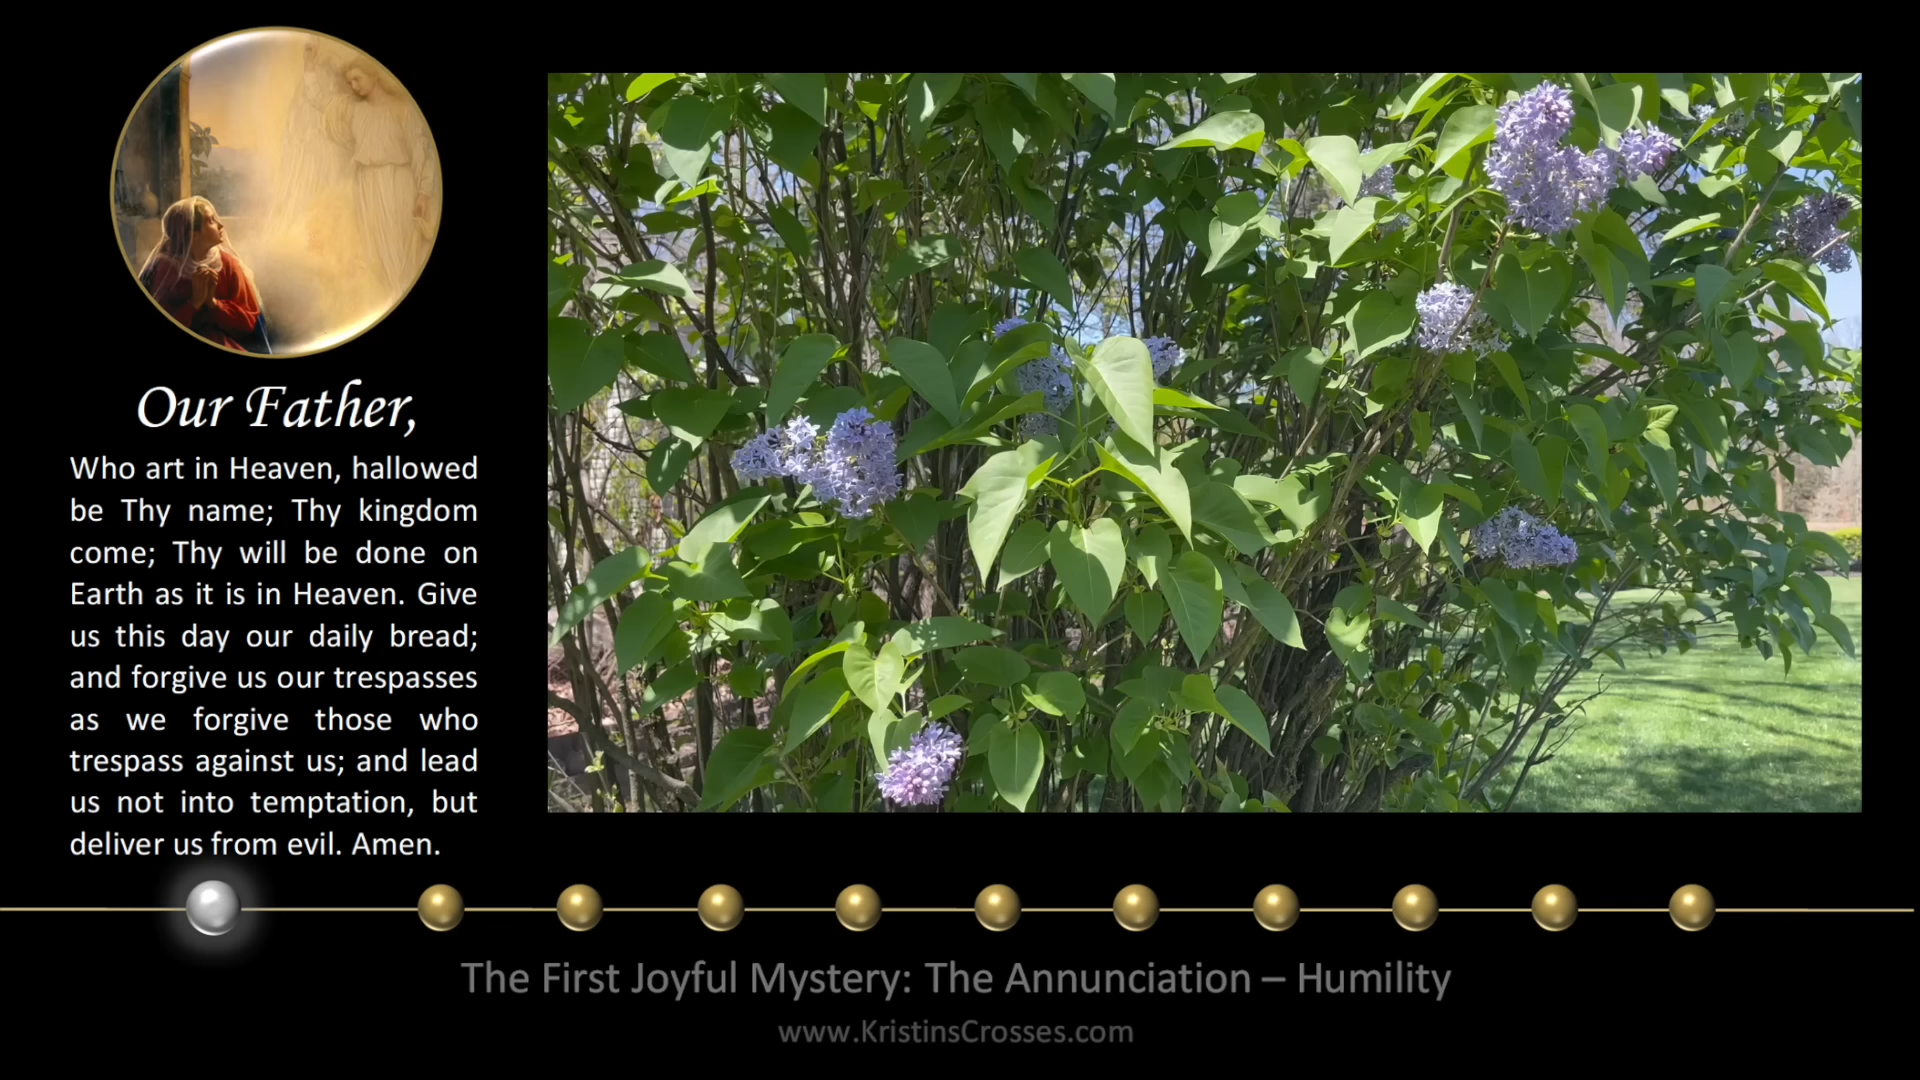 Our Father,
Who art in Heaven, hallowed
be Thy name; Thy kingdom
come; Thy will be done on
Earth as it is in Heaven. Give
us this day our daily bread;
and forgive us our trespasses
as we forgive those who
trespass against us; and lead
us not into temptation, but
deliver us from evil. Amen.
The First Joyful Mystery: The Annunciation – Humility
www.KristinsCrosses.com